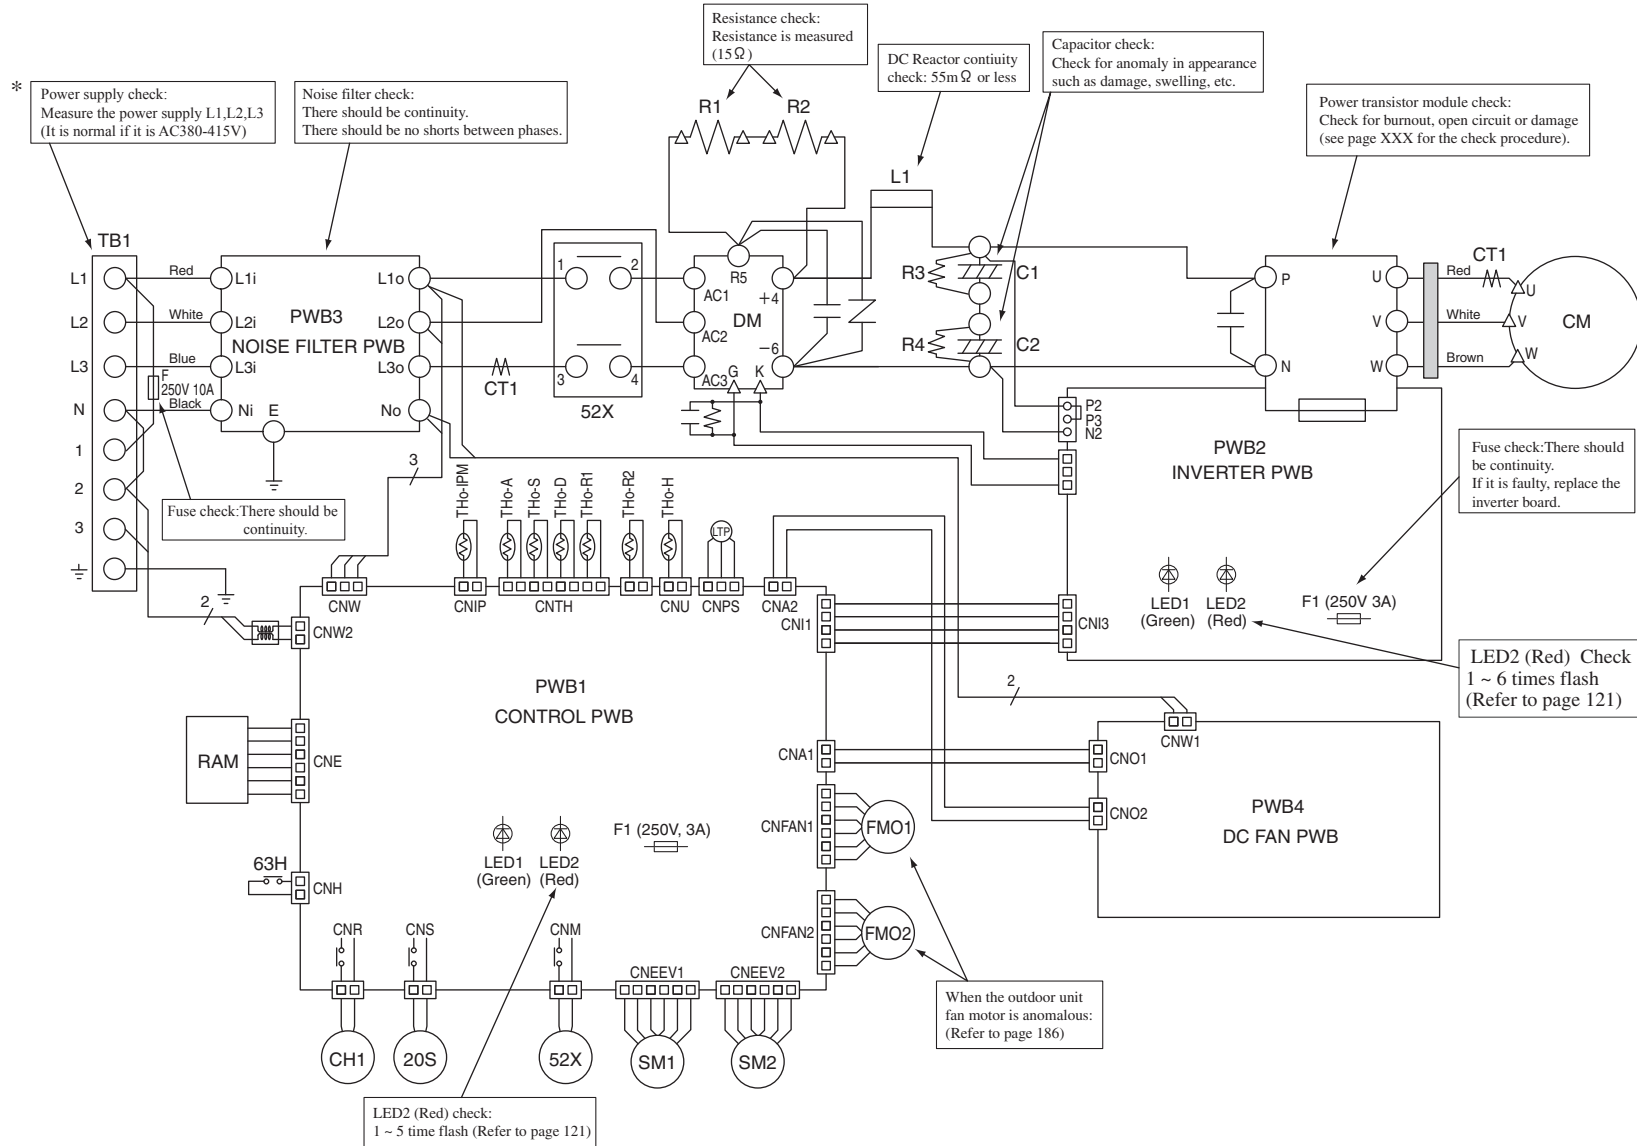 Resistance check:
Resistance is measured
(15Ω)
DC Reactor contiuity
check: 55mΩ or less
Capacitor check:
Check for anomaly in appearance
such as damage, swelling, etc.
*
Power supply check:
Measure the power supply L1,L2,L3
(It is normal if it is AC380-415V)
Noise filter check:
There should be continuity.
There should be no shorts between phases.
Power transistor module check:
Check for burnout, open circuit or damage
(see page XXX for the check procedure).
R1
R2
L1
TB1
L1
L2
L3
N
1
2
3
Red
White
Blue
Black
F
250V 10A
L1i
L2i
L3i
Ni
E
PWB3
NOISE FILTER PWB
L1o
L2o
L3o
No
CT1
1
2
3
4
52X
R5
AC1
AC2
AC3
DM
+4
−6
G
K
R3
C1
R4
C2
P
N
U
V
W
Red
White
Brown
CT1
U
V
W
CM
P2
P3
N2
PWB2
INVERTER PWB
Fuse check:There should
be continuity.
If it is faulty, replace the
inverter board.
Fuse check:There should be
continuity.
3
2
THo-IPM
THo-A
THo-S
THo-D
THo-R1
THo-R2
THo-H
LTP
CNW
CNIP
CNTH
CNU
CNPS
CNA2
CNW2
CNI1
CNI3
LED1
(Green)
LED2
(Red)
F1 (250V 3A)
LED2 (Red) Check
1 ~ 6 times flash
(Refer to page 121)
PWB1
CONTROL PWB
2
CNW1
RAM
CNE
CNA1
CNO1
CNO2
PWB4
DC FAN PWB
LED1
(Green)
LED2
(Red)
F1 (250V, 3A)
CNFAN1
FMO1
63H
CNH
CNFAN2
FMO2
CNR
CNS
CNM
CNEEV1
CNEEV2
CH1
20S
52X
SM1
SM2
When the outdoor unit
fan motor is anomalous:
(Refer to page 186)
LED2 (Red) check:
1 ~ 5 time flash (Refer to page 121)